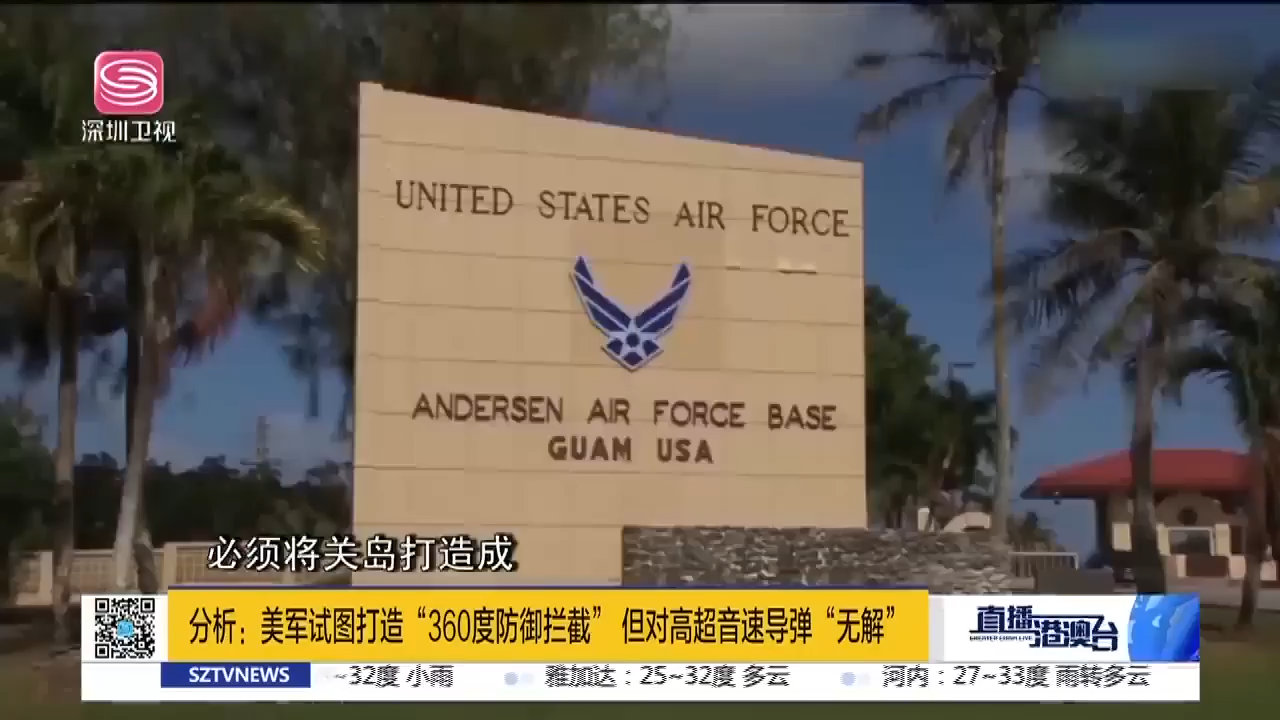 深圳卫视
UNITED STATES AIR FORCE
ANDERSEN AIR FORCE BASE
GUAM USA
必须将关岛打造成
分析：美军试图打造“360度防御拦截” 但对高超音速导弹“无解”
直播港澳台
SZTVNEWS
~32度 小雨 雅加达：25~32度 多云 河内：27~33度 雨转多云